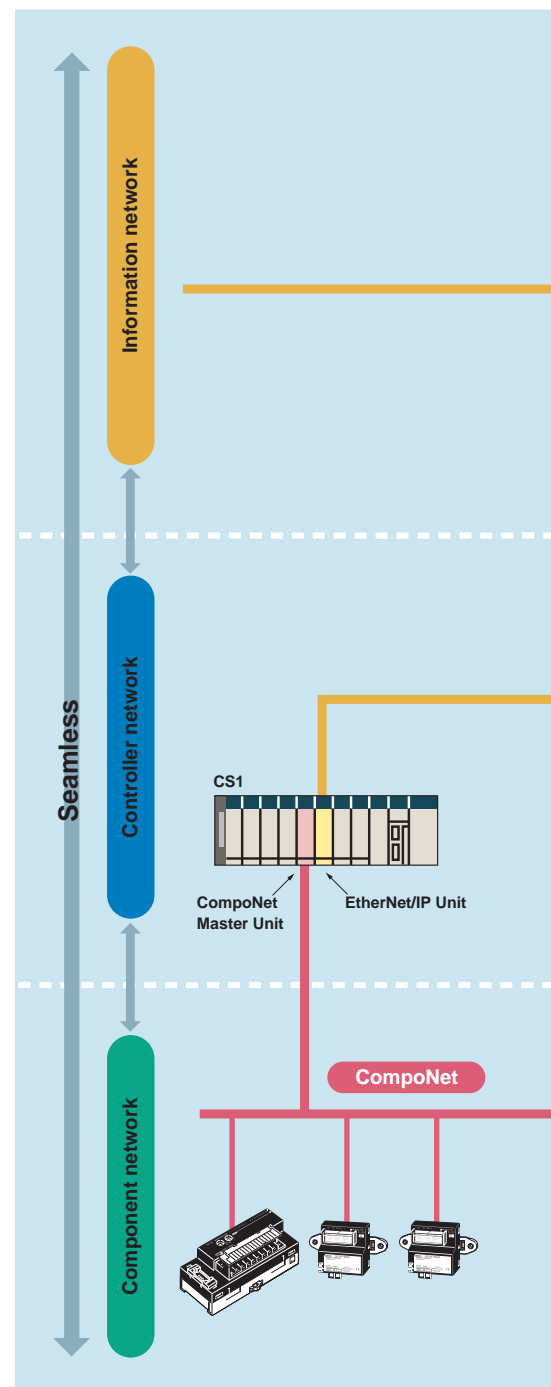 Information network
Seamless
Controller network
CS1
CompoNet
Master Unit
EtherNet/IP Unit
CompoNet
Component network